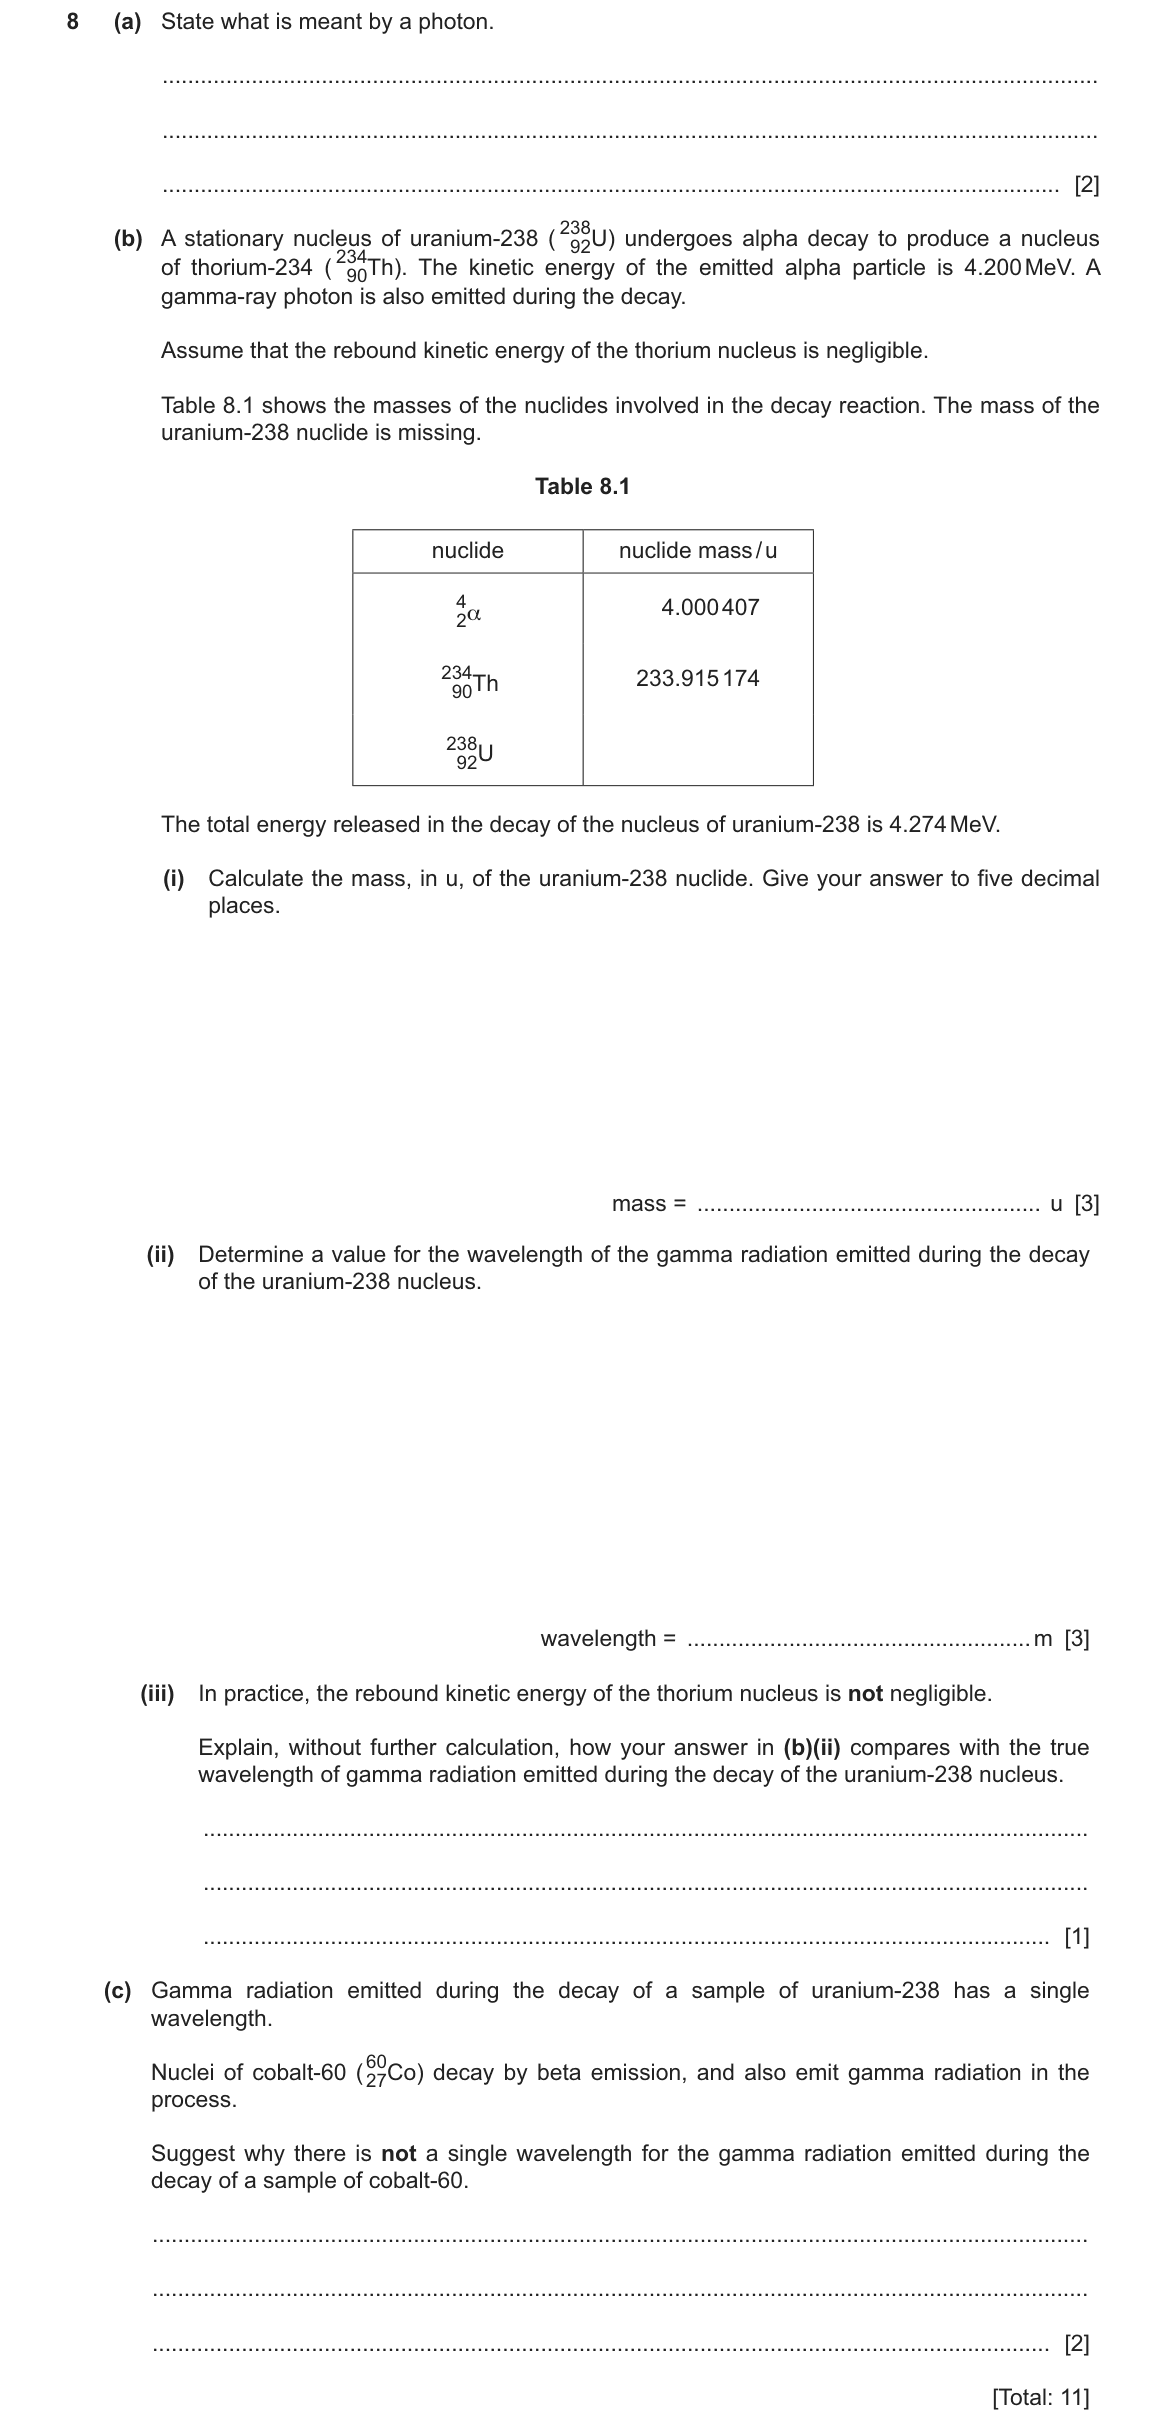 8 (a) State what is meant by a photon.
..........................................................................................
..........................................................................................
.......................................................................................... [2]
(b) A stationary nucleus of uranium-238 (²³⁸₉₂U) undergoes alpha decay to produce a nucleus
of thorium-234 (²³⁴₉₀Th). The kinetic energy of the emitted alpha particle is 4.200 MeV. A
gamma-ray photon is also emitted during the decay.
Assume that the rebound kinetic energy of the thorium nucleus is negligible.
Table 8.1 shows the masses of the nuclides involved in the decay reaction. The mass of the
uranium-238 nuclide is missing.
Table 8.1
nuclide nuclide mass / u
⁴₂α 4.000 407
²³⁴₉₀Th 233.915 174
²³⁸₉₂U
The total energy released in the decay of the nucleus of uranium-238 is 4.274 MeV.
(i) Calculate the mass, in u, of the uranium-238 nuclide. Give your answer to five decimal
places.
mass = ...................................................... u [3]
(ii) Determine a value for the wavelength of the gamma radiation emitted during the decay
of the uranium-238 nucleus.
wavelength = ...................................................... m [3]
(iii) In practice, the rebound kinetic energy of the thorium nucleus is not negligible.
Explain, without further calculation, how your answer in (b)(ii) compares with the true
wavelength of gamma radiation emitted during the decay of the uranium-238 nucleus.
..........................................................................................
..........................................................................................
.......................................................................................... [1]
(c) Gamma radiation emitted during the decay of a sample of uranium-238 has a single
wavelength.
Nuclei of cobalt-60 (⁶⁰₂₇Co) decay by beta emission, and also emit gamma radiation in the
process.
Suggest why there is not a single wavelength for the gamma radiation emitted during the
decay of a sample of cobalt-60.
..........................................................................................
..........................................................................................
.......................................................................................... [2]
[Total: 11]